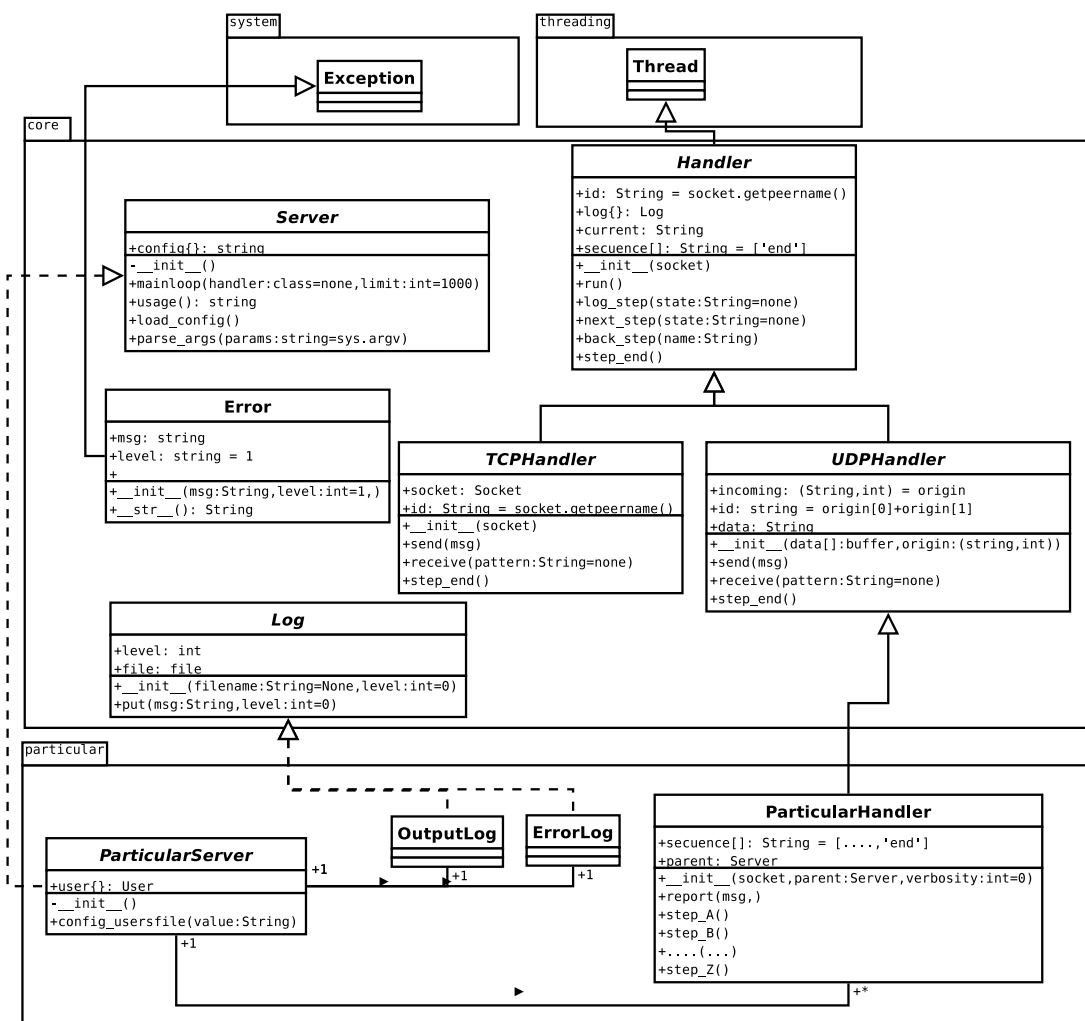 system
threading
Exception
Thread
core
Handler
+id: String = socket.getpeername()
+log{}: Log
+current: String
+secuence[]: String = ['end']
+__init__(socket)
+run()
+log_step(state:String=none)
+next_step(state:String=none)
+back_step(name:String)
+step_end()
Server
+config{}: string
-__init__()
+mainloop(handler:class=none,limit:int=1000)
+usage(): string
+load_config()
+parse_args(params:string=sys.argv)
Error
+msg: string
+level: string = 1
+
+__init__(msg:String,level:int=1,)
+__str__(): String
TCPHandler
+socket: Socket
+id: String = socket.getpeername()
+__init__(socket)
+send(msg)
+receive(pattern:String=none)
+step_end()
UDPHandler
+incoming: (String,int) = origin
+id: string = origin[0]+origin[1]
+data: String
+__init__(data[]:buffer,origin:(string,int))
+send(msg)
+receive(pattern:String=none)
+step_end()
Log
+level: int
+file: file
+__init__(filename:String=None,level:int=0)
+put(msg:String,level:int=0)
particular
ParticularServer
+user{}: User
-__init__()
+config_usersfile(value:String)
+1
+1
OutputLog
+1
ErrorLog
+1
ParticularHandler
+secuence[]: String = [....,'end']
+parent: Server
+__init__(socket,parent:Server,verbosity:int=0)
+report(msg,)
+step_A()
+step_B()
+....(...)
+step_Z()
+*